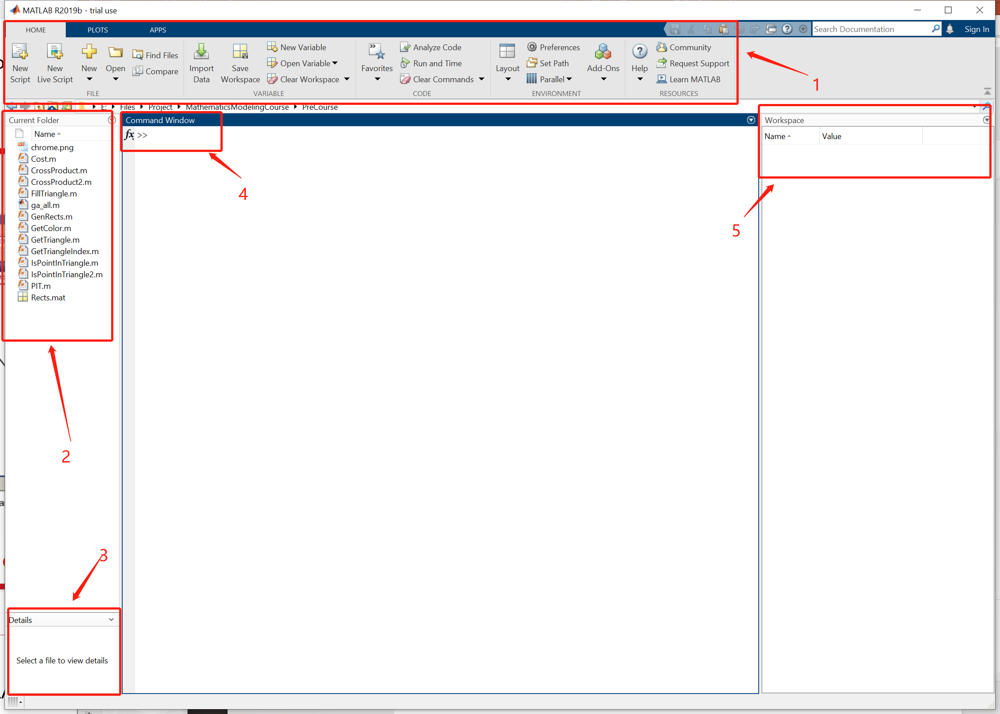 MATLAB R2019b - trial use
HOME PLOTS APPS
Search Documentation
Sign In
New Script
New Live Script
New
Open
Find Files
Compare
FILE
Import Data
Save Workspace
New Variable
Open Variable
Clear Workspace
VARIABLE
Favorites
Analyze Code
Run and Time
Clear Commands
CODE
Layout
Preferences
Set Path
Parallel
Add-Ons
ENVIRONMENT
Help
Community
Request Support
Learn MATLAB
RESOURCES
1
E: Files Project MathematicsModelingCourse PreCourse
Current Folder
Name
chrome.png
Cost.m
CrossProduct.m
CrossProduct2.m
FillTriangle.m
ga_all.m
GenRects.m
GetColor.m
GetTriangle.m
GetTriangleIndex.m
IsPointInTriangle.m
IsPointInTriangle2.m
PIT.m
Rects.mat
2
3
Details
Select a file to view details
Command Window
fx >>
4
Workspace
Name Value
5